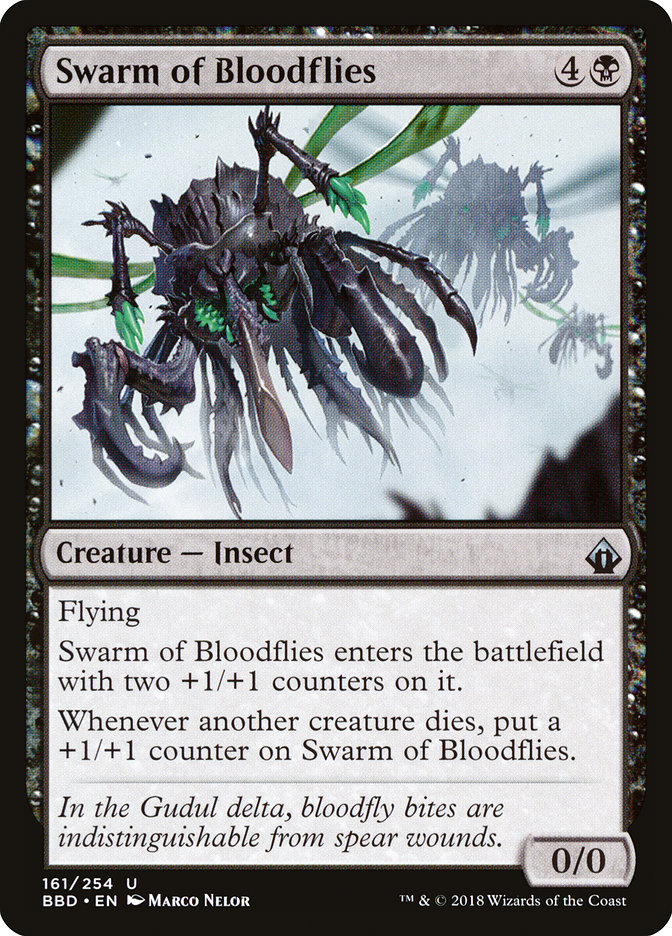 Swarm of Bloodflies 4
Creature — Insect
Flying
Swarm of Bloodflies enters the battlefield
with two +1/+1 counters on it.
Whenever another creature dies, put a
+1/+1 counter on Swarm of Bloodflies.
In the Gudul delta, bloodfly bites are
indistinguishable from spear wounds.
0/0
161/254 U
BBD • EN Marco Nelor ™ & © 2018 Wizards of the Coast